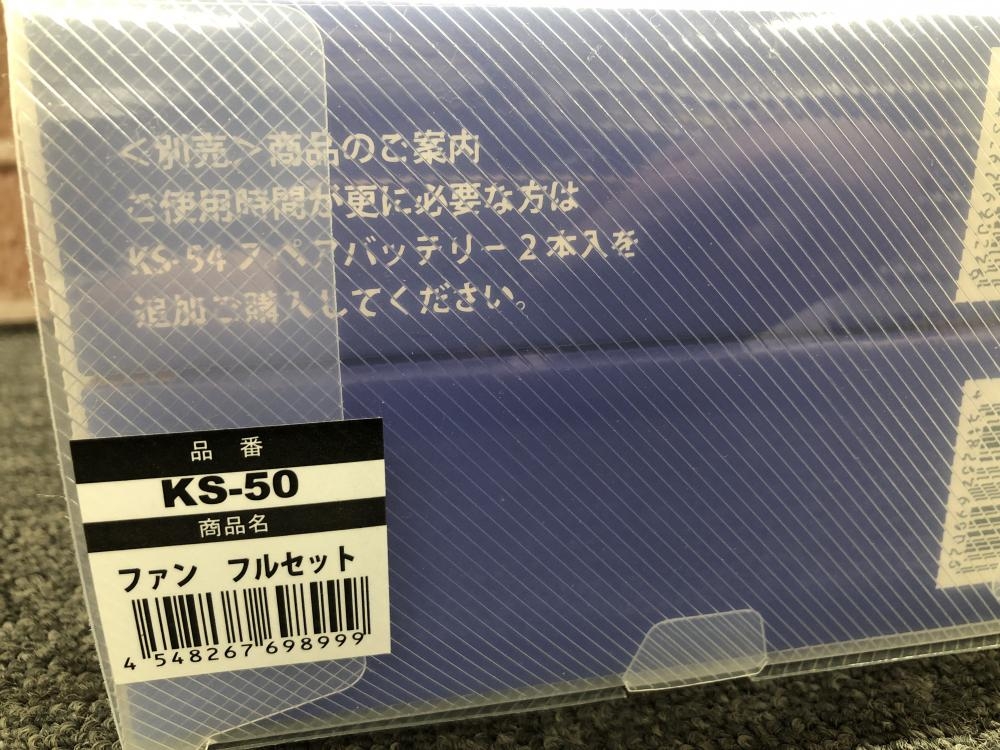 ＜別売＞商品のご案内
ご使用時間が更に必要な方は
KS-54スペアバッテリー2本入を
追加ご購入してください。
品 番
KS-50
商品名
ファン フルセット
4 548267 698999